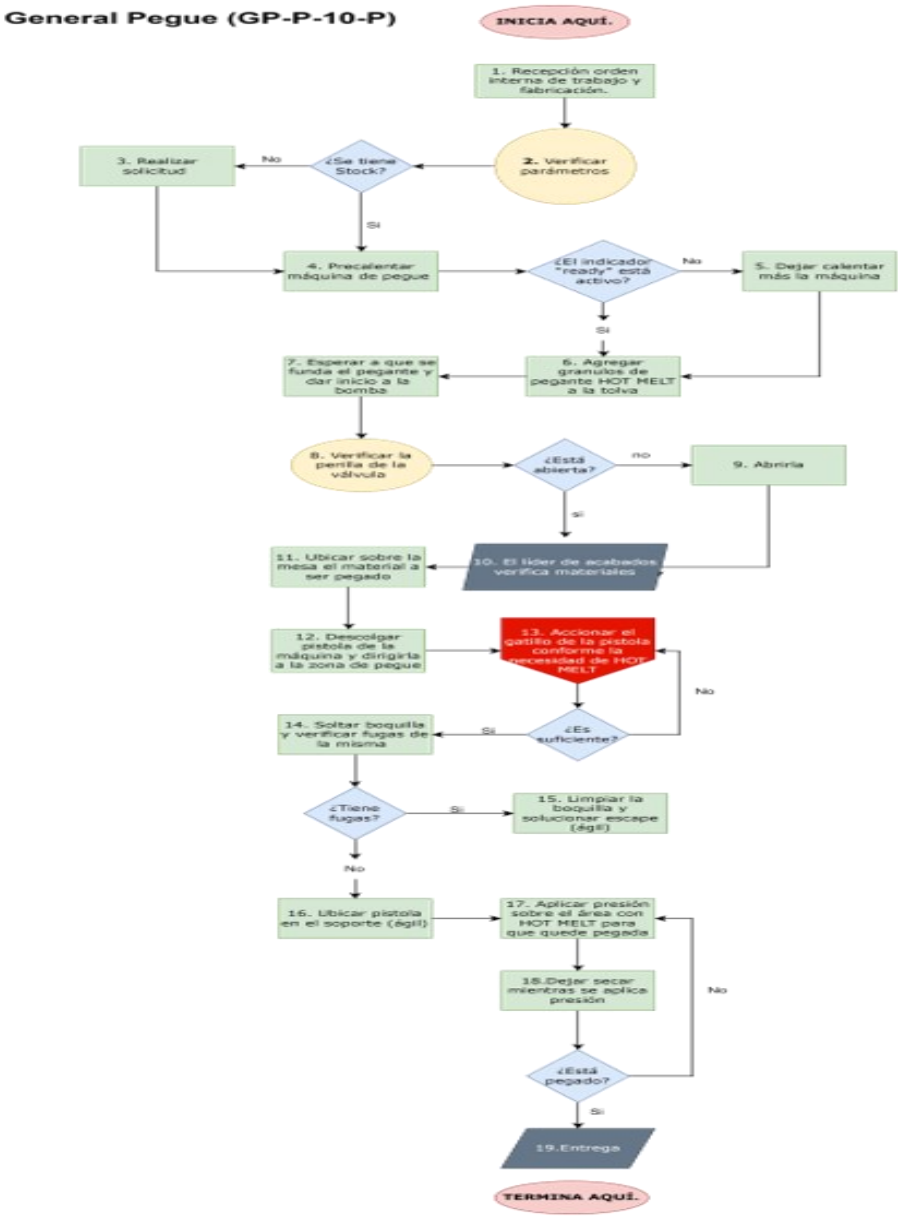 General Pegue (GP-P-10-P)
INICIA AQUÍ.
1. Recepción orden
interna de trabajo y
fabricación.
2. Verificar
parámetros
¿Se tiene
Stock?
No
3. Realizar
solicitud
Si
4. Precalentar
máquina de pegue
¿El indicador
"ready" está
activo?
No
5. Dejar calentar
más la máquina
Si
6. Agregar
granulos de
pegante HOT MELT
a la tolva
7. Esperar a que se
funda el pegante y
dar inicio a la
bomba
8. Verificar la
perilla de la
válvula
¿Está
abierta?
no
9. Abrirla
si
10. El líder de acabados
verifica materiales
11. Ubicar sobre la
mesa el material a
ser pegado
12. Descolgar
pistola de la
máquina y dirigirla
a la zona de pegue
13. Accionar el
gatillo de la pistola
conforme la
necesidad de HOT
MELT
No
¿Es
suficiente?
Si
14. Soltar boquilla
y verificar fugas de
la misma
¿Tiene
fugas?
Si
15. Limpiar la
boquilla y
solucionar escape
(ágil)
No
16. Ubicar pistola
en el soporte (ágil)
17. Aplicar presión
sobre el área con
HOT MELT para
que quede pegada
18.Dejar secar
mientras se aplica
presión
No
¿Está
pegado?
Si
19.Entrega
TERMINA AQUÍ.